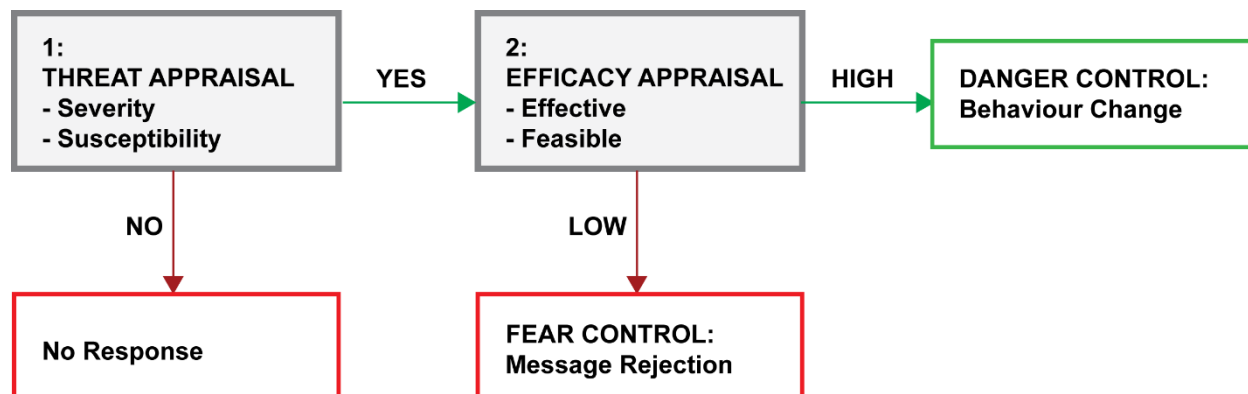 1:
THREAT APPRAISAL
- Severity
- Susceptibility
YES
2:
EFFICACY APPRAISAL
- Effective
- Feasible
HIGH
DANGER CONTROL:
Behaviour Change
NO
LOW
No Response
FEAR CONTROL:
Message Rejection